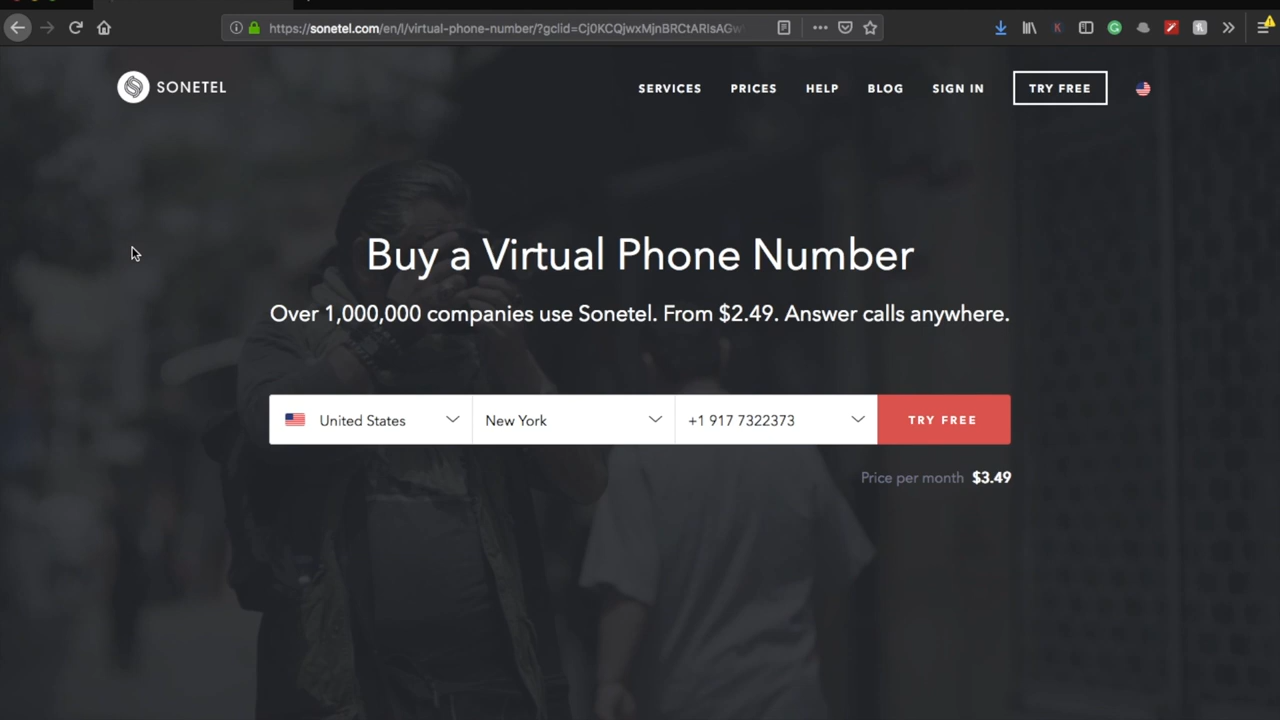 https://sonetel.com/en/l/virtual-phone-number/?gclid=Cj0KCQjwxMjnBRCtARIsAGw
SONETEL
SERVICES
PRICES
HELP
BLOG
SIGN IN
TRY FREE
Buy a Virtual Phone Number
Over 1,000,000 companies use Sonetel. From $2.49. Answer calls anywhere.
United States
New York
+1 917 7322373
TRY FREE
Price per month $3.49